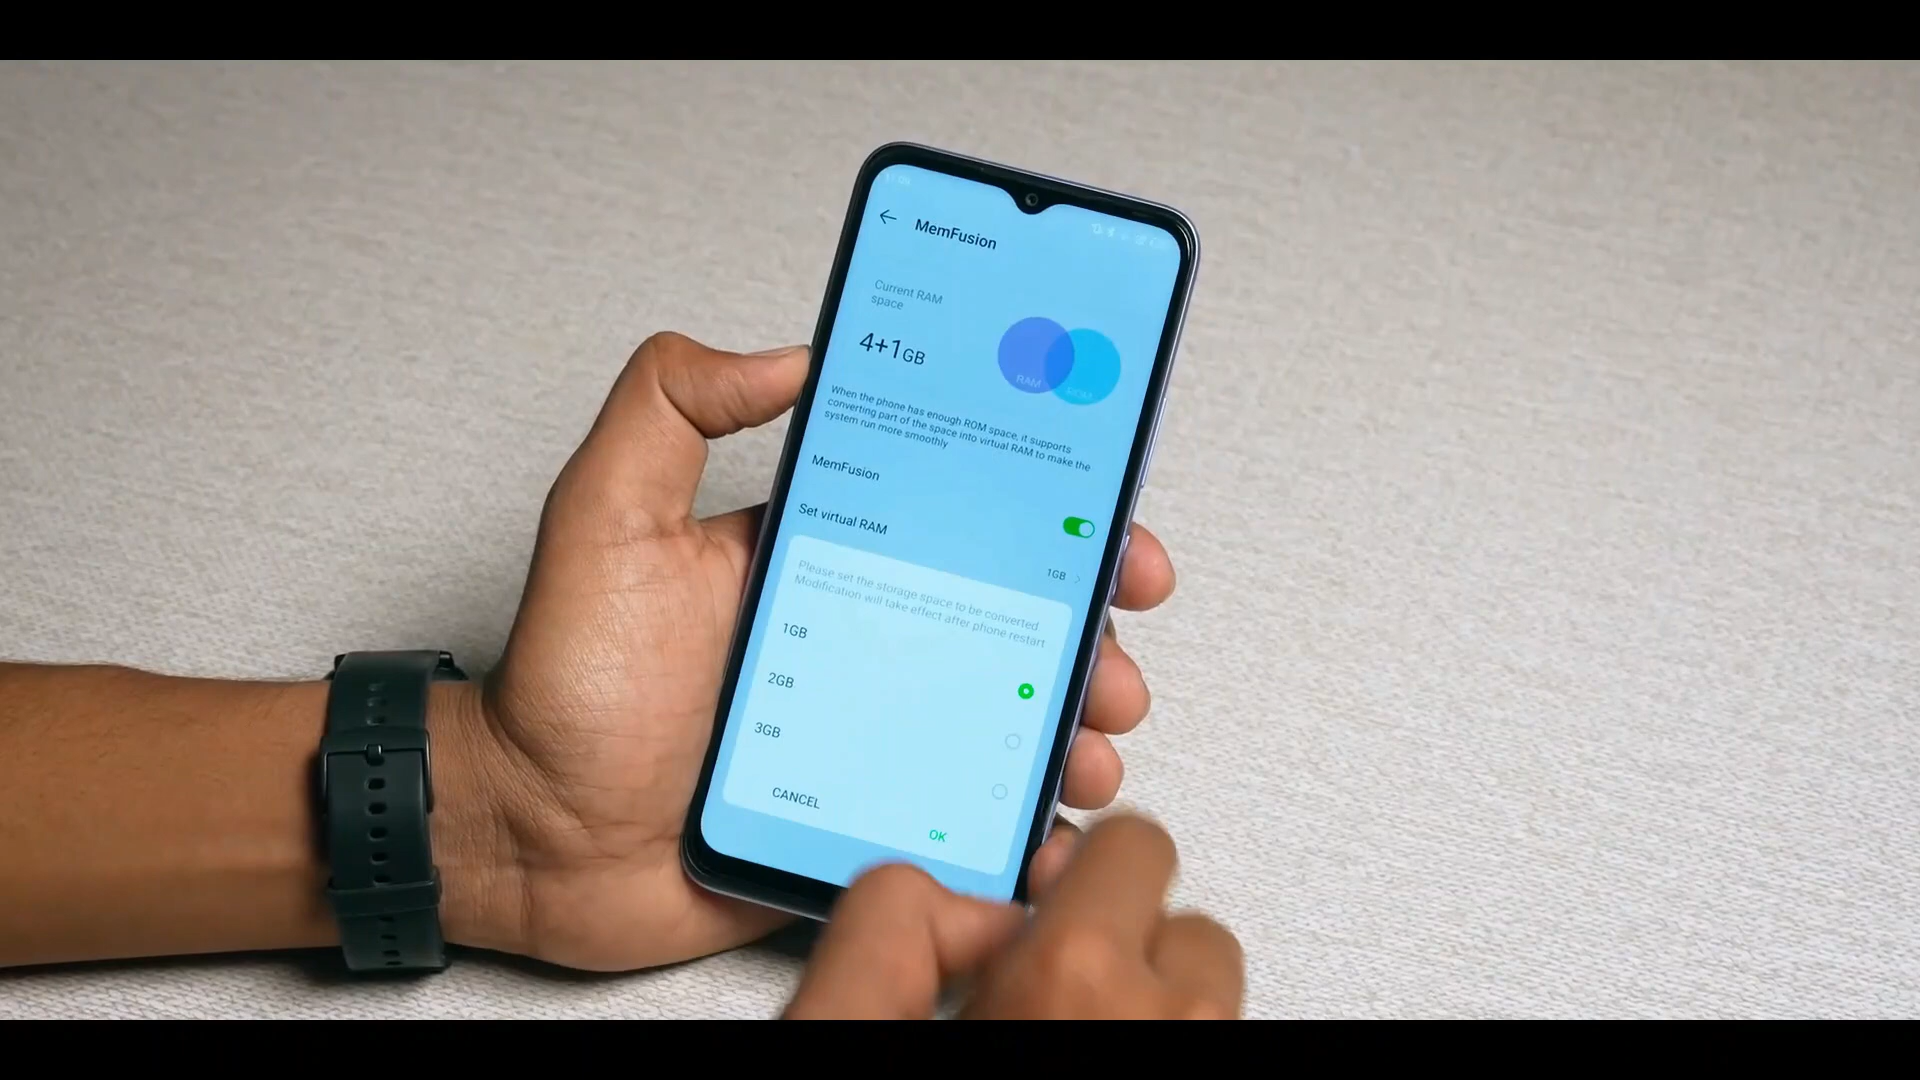 MemFusion
Current RAM
space
4+1GB
RAM
ROM
When the phone has enough ROM space, it supports
converting part of the space into virtual RAM to make the
system run more smoothly
MemFusion
Set virtual RAM
1GB
Please set the storage space to be converted.
Modification will take effect after phone restart
1GB
2GB
3GB
CANCEL
OK